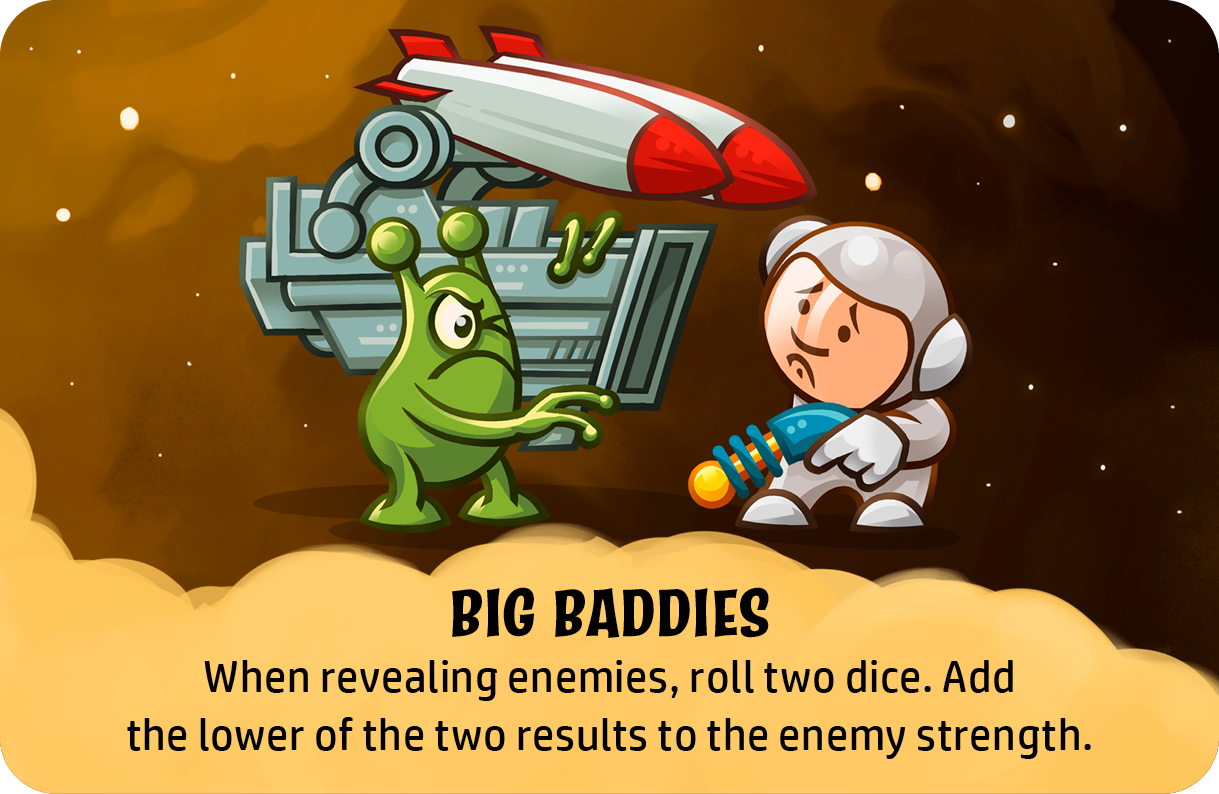 BIG BADDIES
When revealing enemies, roll two dice. Add
the lower of the two results to the enemy strength.